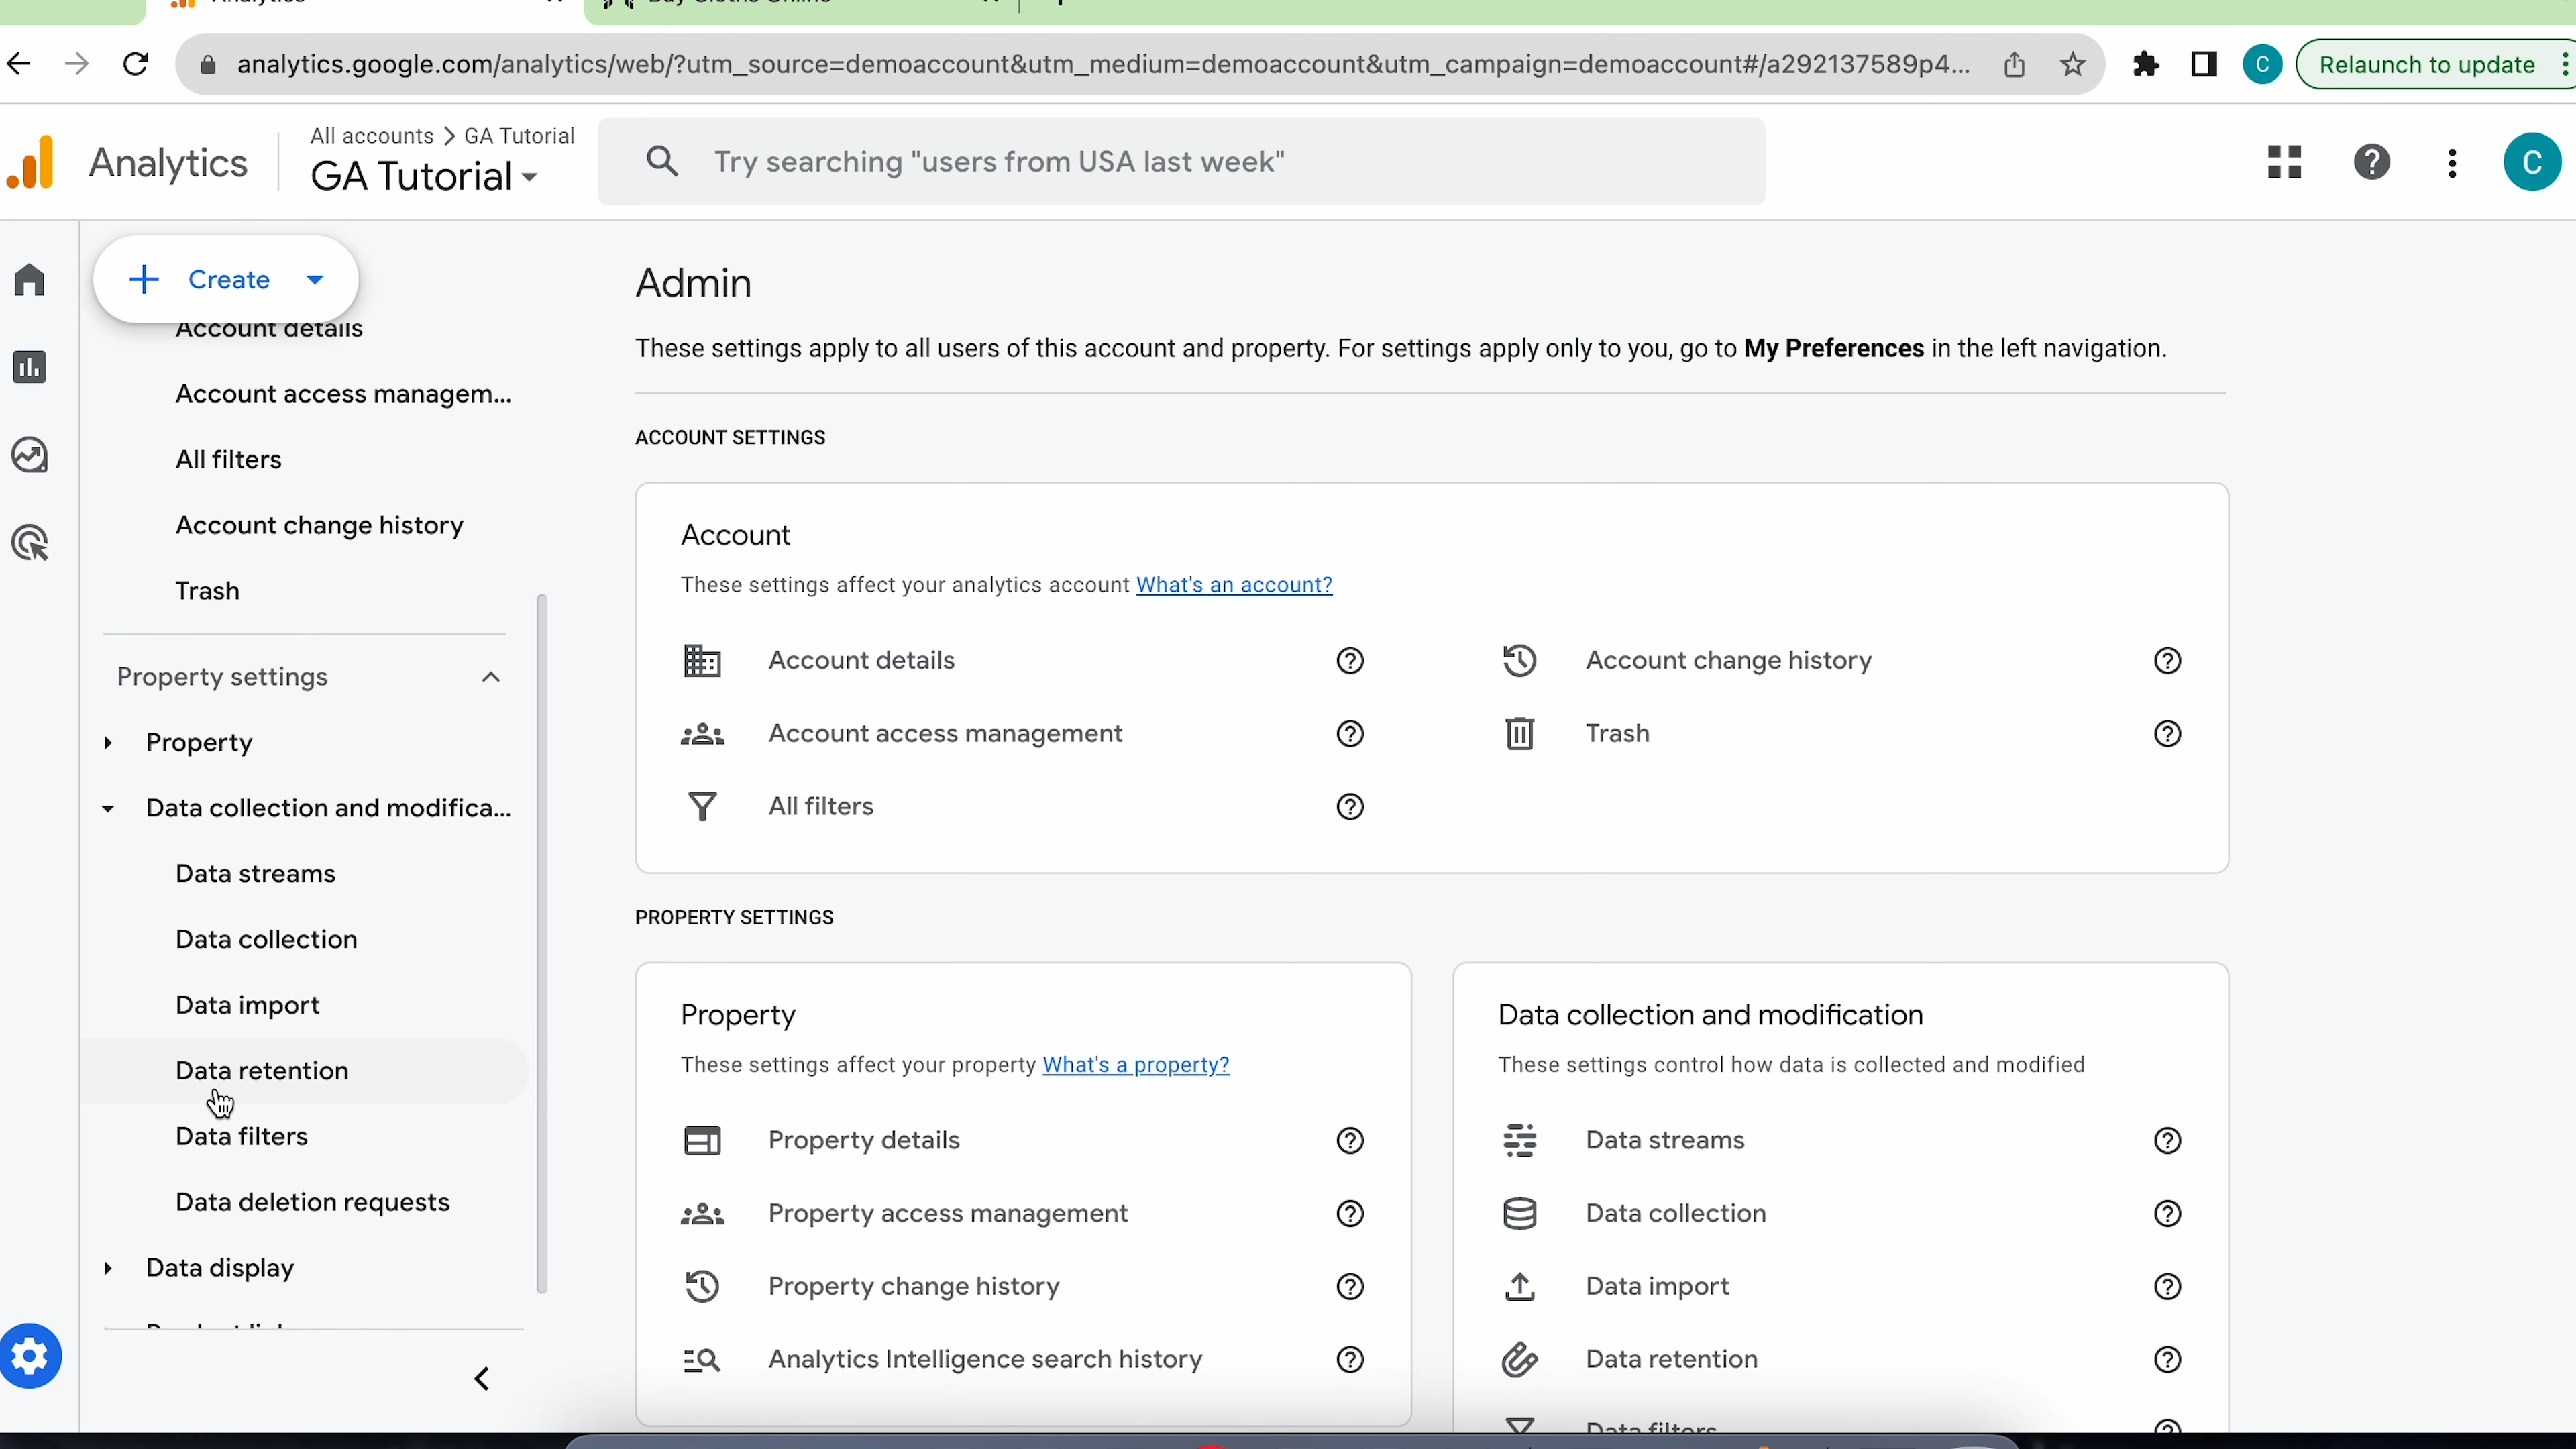 Analytics
analytics.google.com/analytics/web/?utm_source=demoaccount&utm_medium=demoaccount&utm_campaign=demoaccount#/a292137589p4...
C
Relaunch to update
Analytics
All accounts > GA Tutorial
GA Tutorial
Try searching "users from USA last week"
C
Create
Account details
Account access managem...
All filters
Account change history
Trash
Property settings
Property
Data collection and modifica...
Data streams
Data collection
Data import
Data retention
Data filters
Data deletion requests
Data display
Admin
These settings apply to all users of this account and property. For settings apply only to you, go to My Preferences in the left navigation.
ACCOUNT SETTINGS
Account
These settings affect your analytics account What's an account?
Account details
Account change history
Account access management
Trash
All filters
PROPERTY SETTINGS
Property
These settings affect your property What's a property?
Property details
Property access management
Property change history
Analytics Intelligence search history
Data collection and modification
These settings control how data is collected and modified
Data streams
Data collection
Data import
Data retention
Data filters